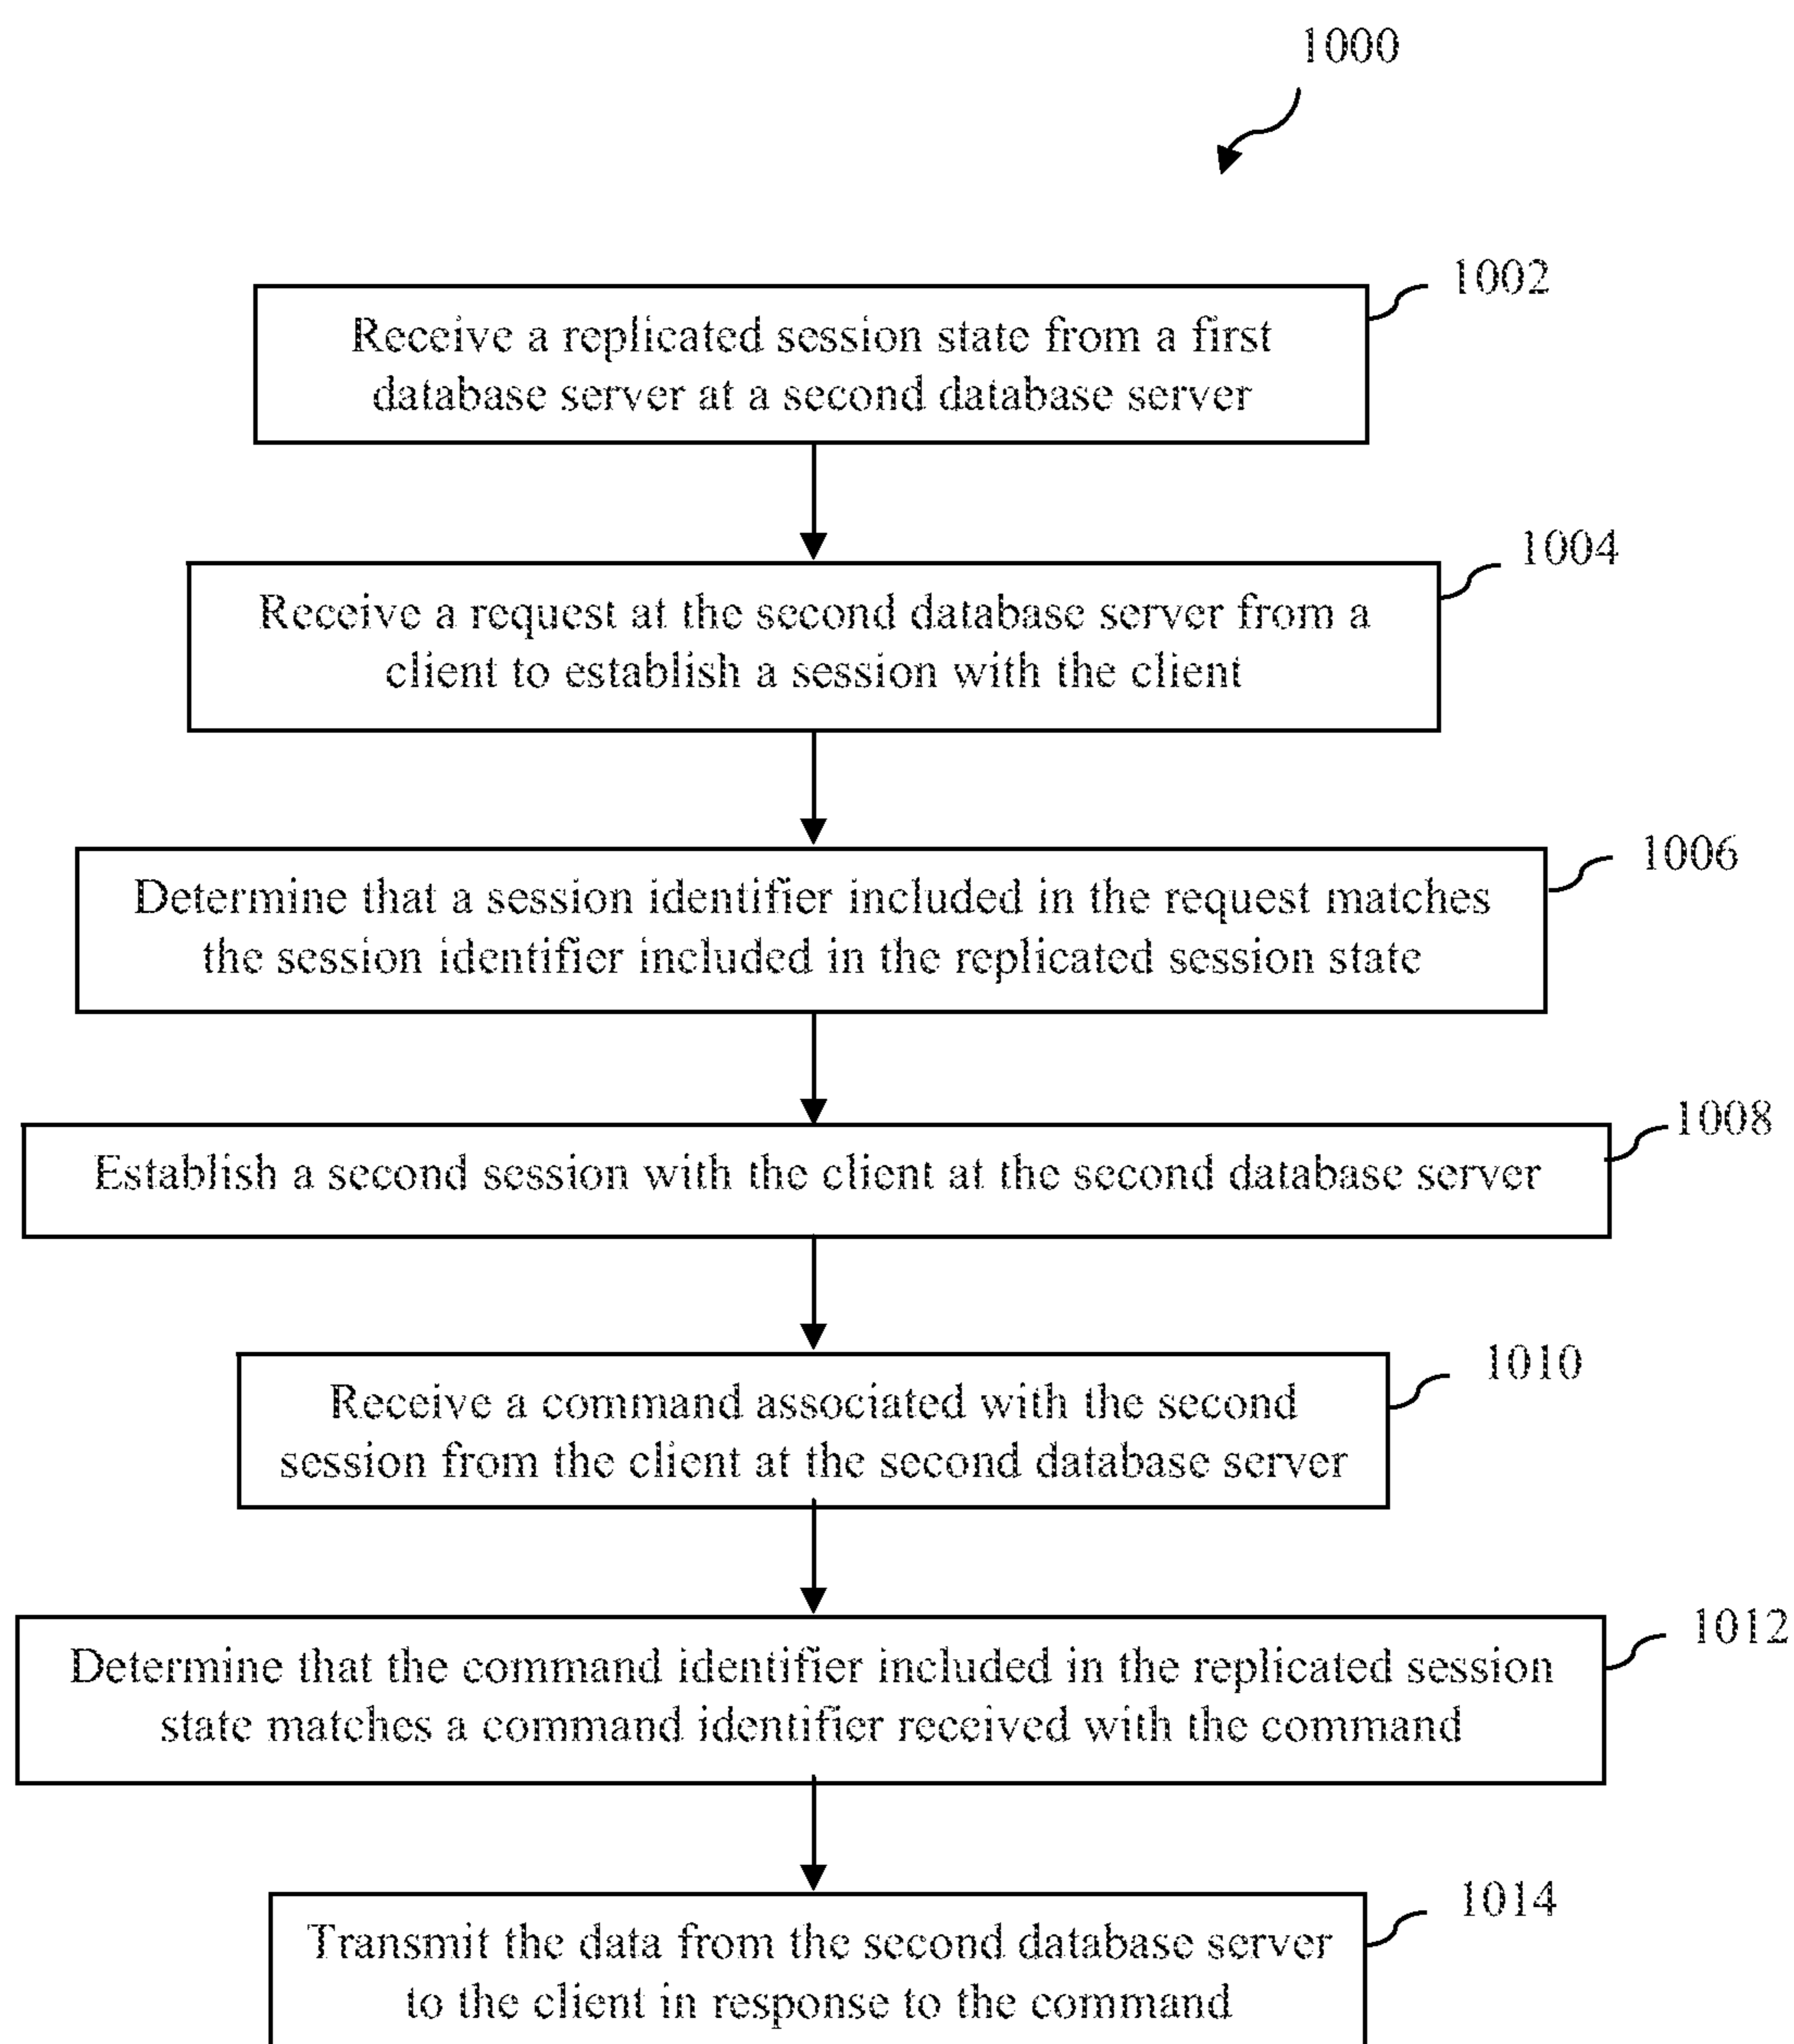 1000
1002
Receive a replicated session state from a first
database server at a second database server
1004
Receive a request at the second database server from a
client to establish a session with the client
1006
Determine that a session identifier included in the request matches
the session identifier included in the replicated session state
1008
Establish a second session with the client at the second database server
1010
Receive a command associated with the second
session from the client at the second database server
1012
Determine that the command identifier included in the replicated session
state matches a command identifier received with the command
1014
Transmit the data from the second database server
to the client in response to the command